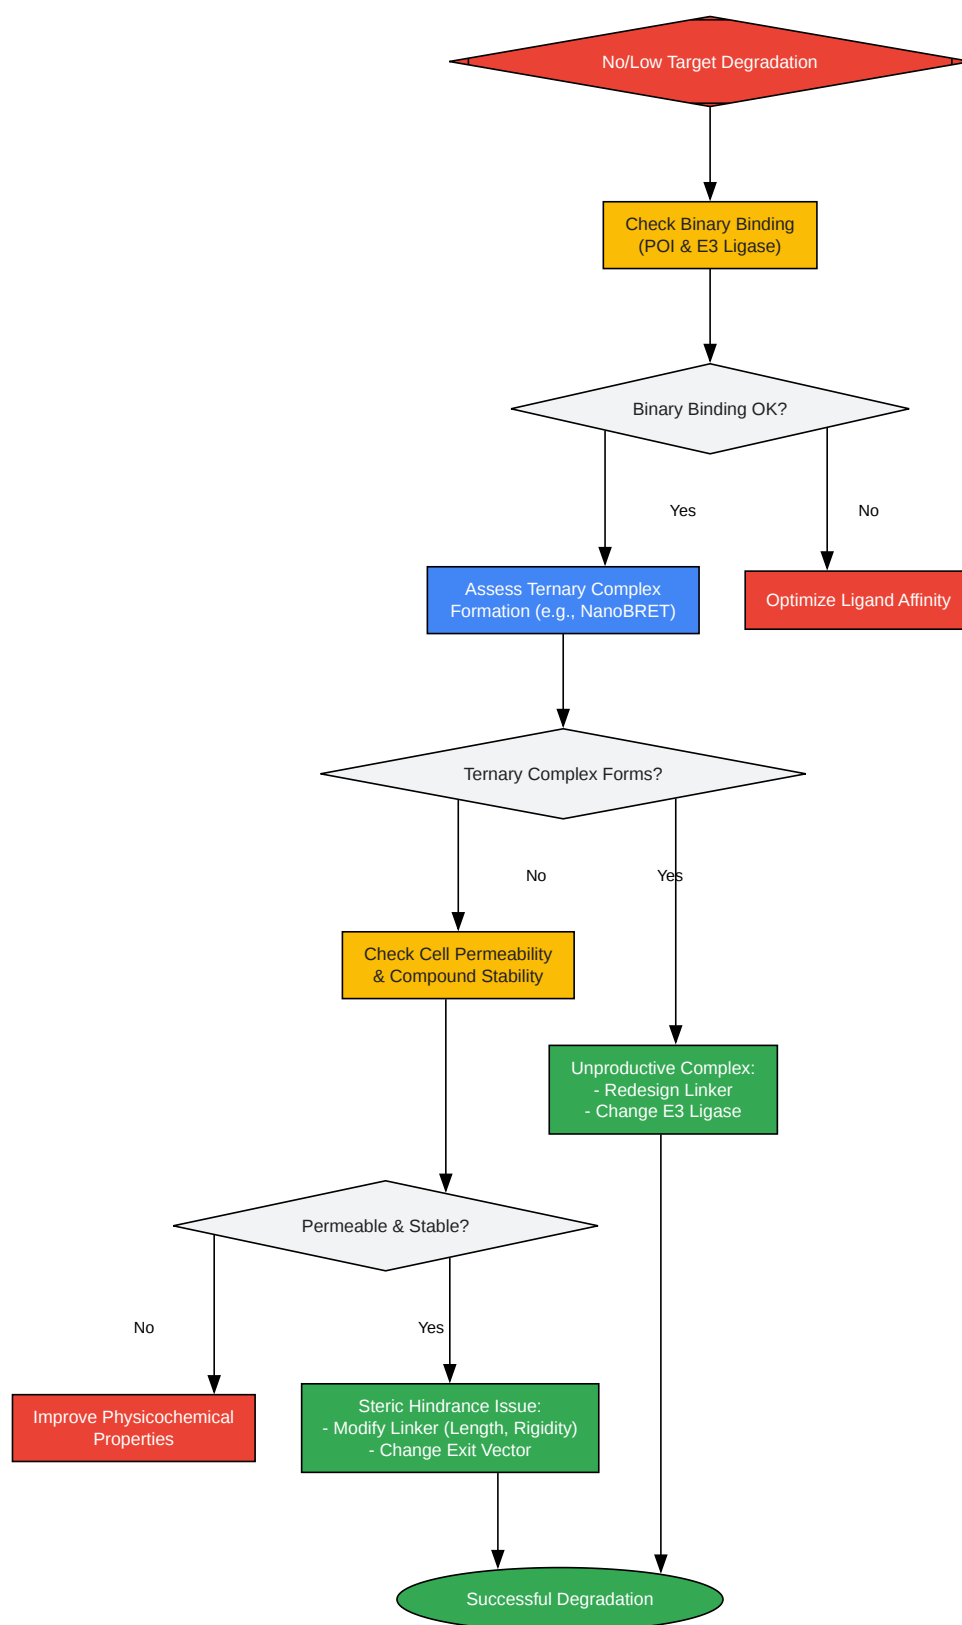 No/Low Target Degradation
Check Binary Binding
(POI & E3 Ligase)
Binary Binding OK?
Yes
No
Assess Ternary Complex
Formation (e.g., NanoBRET)
Optimize Ligand Affinity
Ternary Complex Forms?
No
Yes
Check Cell Permeability
& Compound Stability
Unproductive Complex:
- Redesign Linker
- Change E3 Ligase
Permeable & Stable?
No
Yes
Improve Physicochemical
Properties
Steric Hindrance Issue:
- Modify Linker (Length, Rigidity)
- Change Exit Vector
Successful Degradation